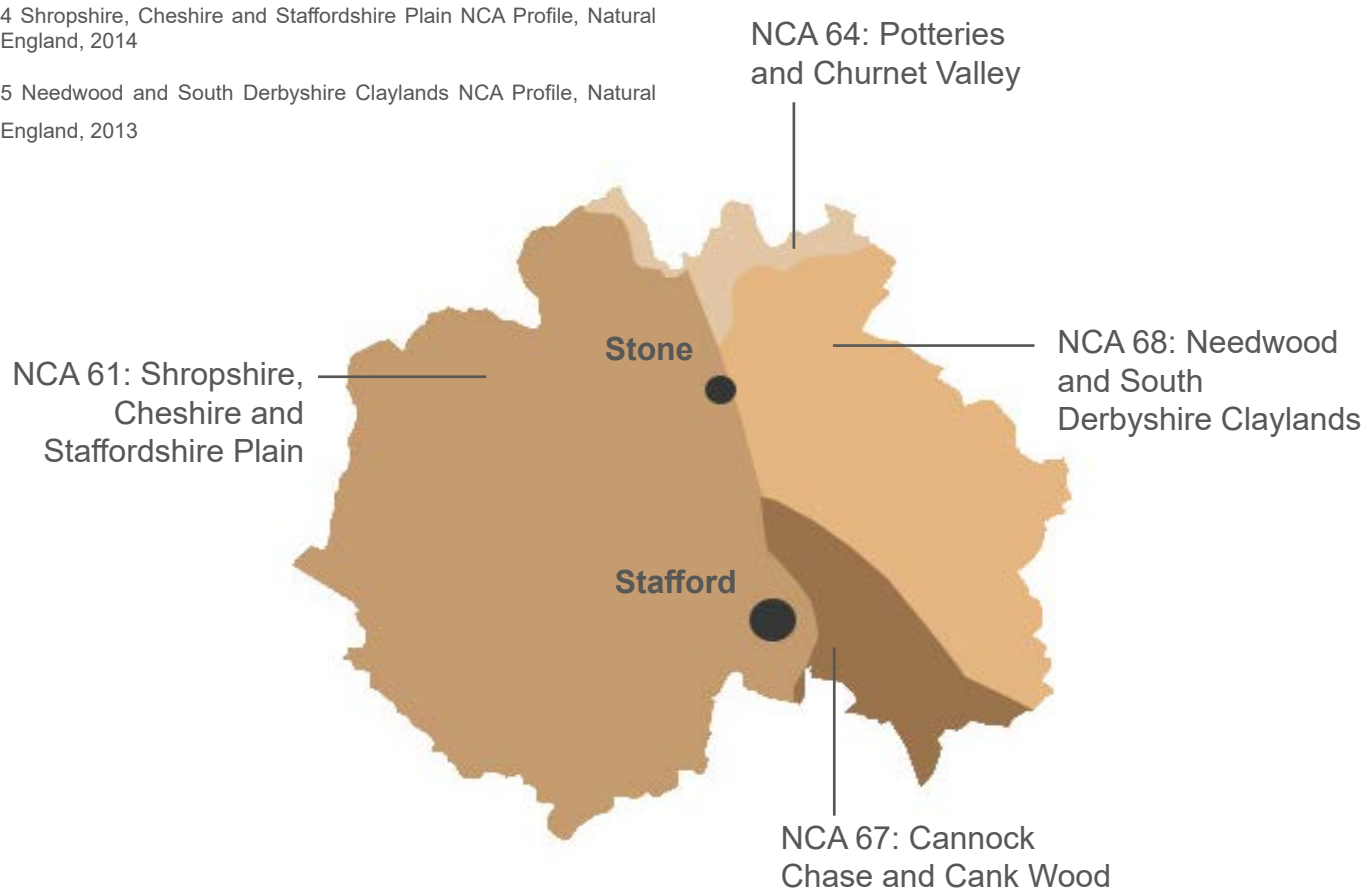 4 Shropshire, Cheshire and Staffordshire Plain NCA Profile, Natural
England, 2014
5 Needwood and South Derbyshire Claylands NCA Profile, Natural
England, 2013
NCA 64: Potteries
and Churnet Valley
Stone
NCA 68: Needwood
and South
Derbyshire Claylands
NCA 61: Shropshire,
Cheshire and
Staffordshire Plain
Stafford
NCA 67: Cannock
Chase and Cank Wood